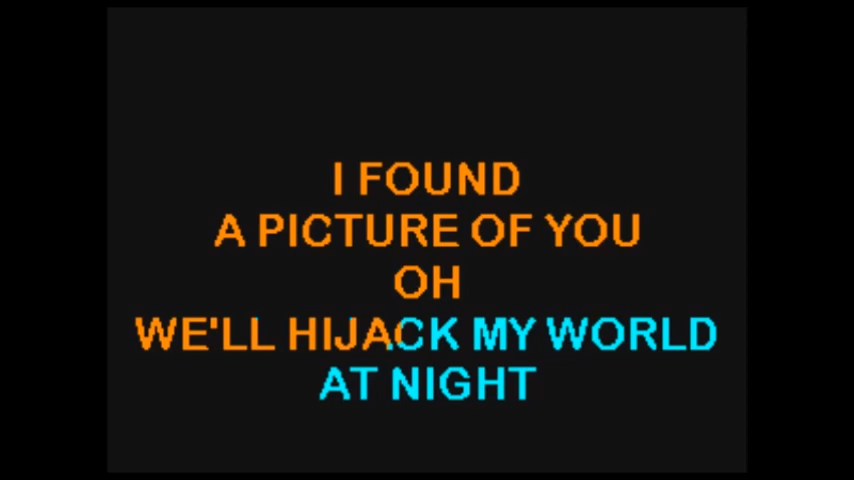 I FOUND
A PICTURE OF YOU
OH
WE'LL HIJACK MY WORLD
AT NIGHT